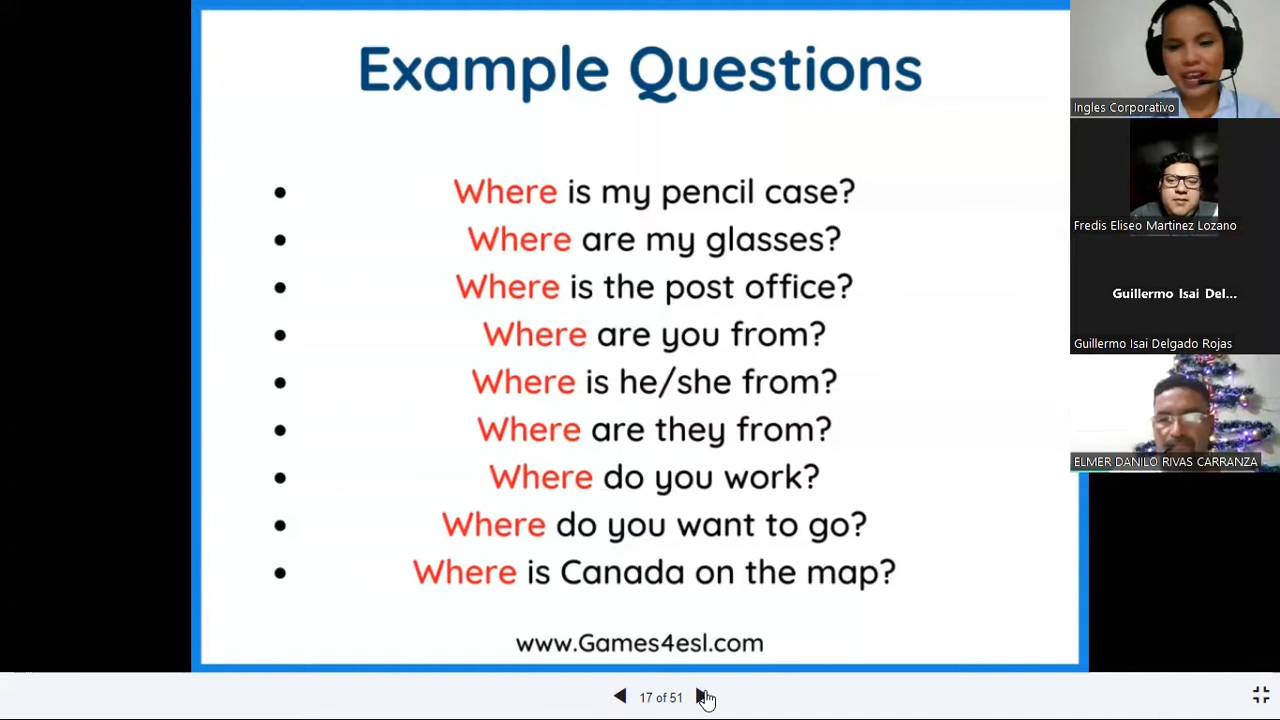 Example Questions
• Where is my pencil case?
• Where are my glasses?
• Where is the post office?
• Where are you from?
• Where is he/she from?
• Where are they from?
• Where do you work?
• Where do you want to go?
• Where is Canada on the map?
www.Games4esl.com
17 of 51
Ingles Corporativo
Fredis Eliseo Martinez Lozano
Guillermo Isai Del...
Guillermo Isai Delgado Rojas
ELMER DANILO RIVAS CARRANZA